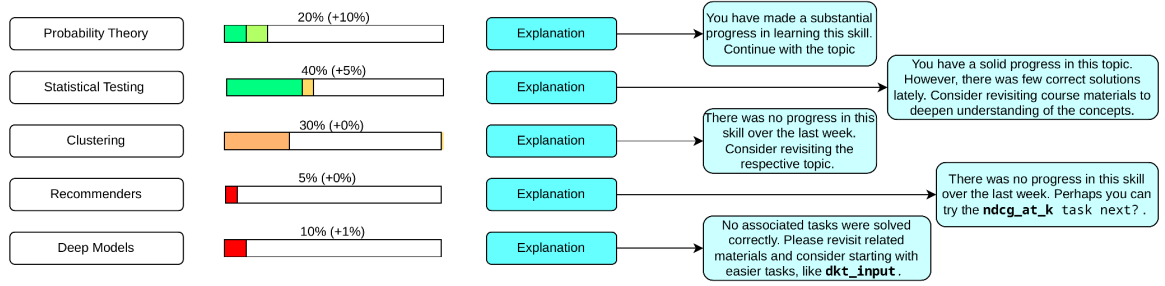 Probability Theory
20% (+10%)
Explanation
You have made a substantial
progress in learning this skill.
Continue with the topic
Statistical Testing
40% (+5%)
Explanation
You have a solid progress in this topic.
However, there was few correct solutions
lately. Consider revisiting course materials to
deepen understanding of the concepts.
Clustering
30% (+0%)
Explanation
There was no progress in this
skill over the last week.
Consider revisiting the
respective topic.
Recommenders
5% (+0%)
Explanation
There was no progress in this skill
over the last week. Perhaps you can
try the ndcg_at_k task next?.
Deep Models
10% (+1%)
Explanation
No associated tasks were solved
correctly. Please revisit related
materials and consider starting with
easier tasks, like dkt_input.